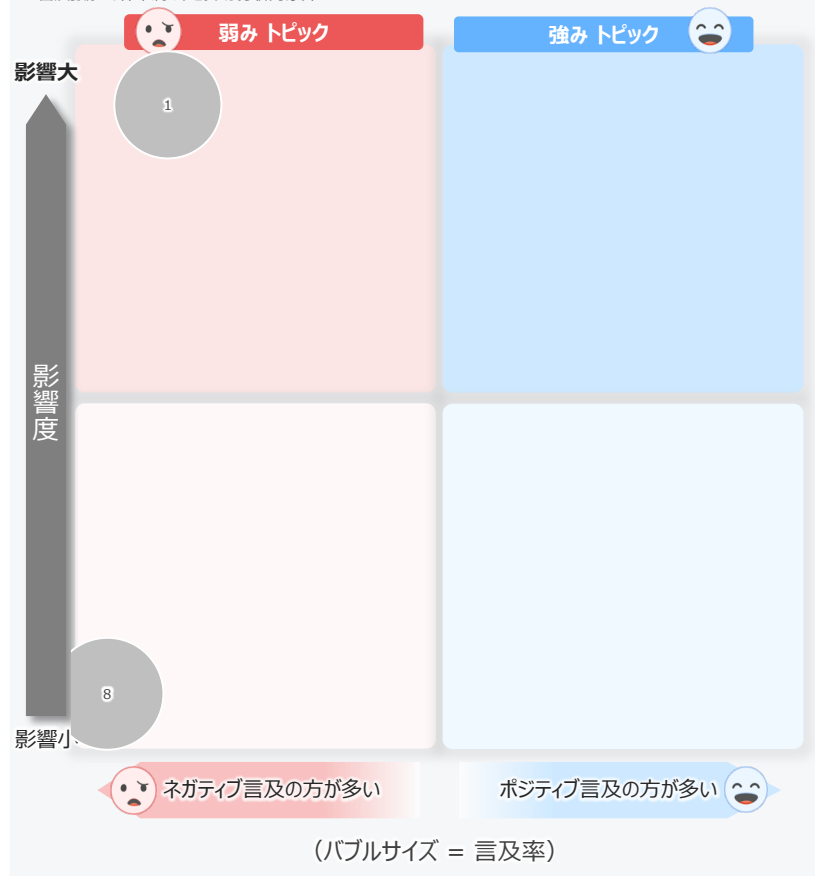 弱み トピック
強み トピック
影響大
1
影響度
8
影響小
ネガティブ言及の方が多い
ポジティブ言及の方が多い
（バブルサイズ = 言及率）